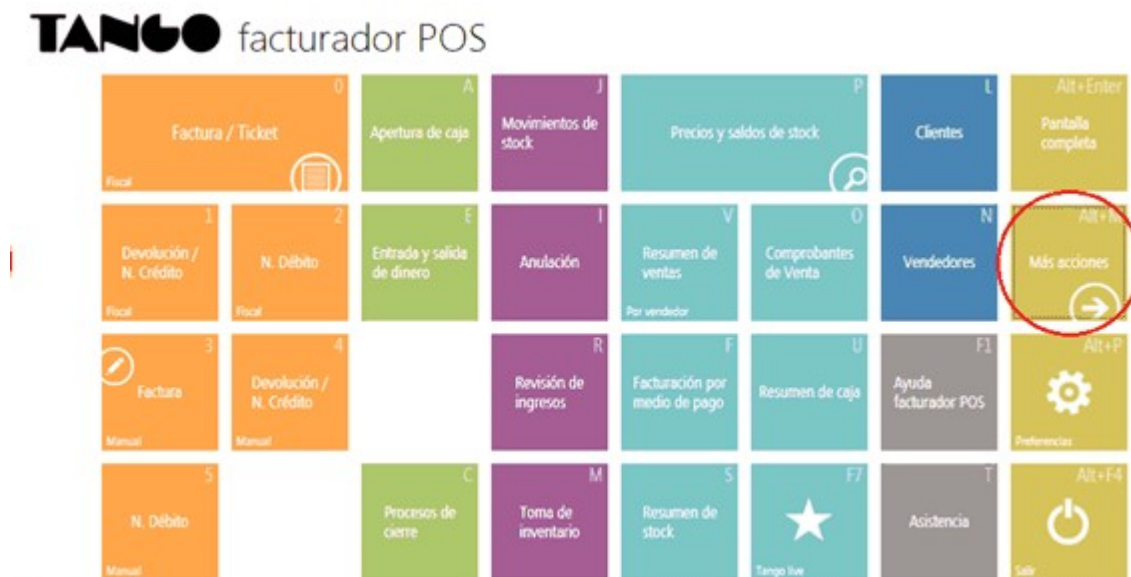 TANGO facturador POS
0
Factura / Ticket
Fiscal
A
Apertura de caja
J
Movimientos de
stock
P
Precios y saldos de stock
L
Clientes
Alt+Enter
Pantalla
completa
1
Devolución /
N. Crédito
Fiscal
2
N. Débito
Fiscal
E
Entrada y salida
de dinero
I
Anulación
V
Resumen de
ventas
Por vendedor
O
Comprobantes
de Venta
N
Vendedores
Alt+M
Más acciones
3
Factura
Manual
4
Devolución /
N. Crédito
Manual
R
Revisión de
ingresos
F
Facturación por
medio de pago
U
Resumen de caja
F1
Ayuda
facturador POS
Alt+P
Preferencias
5
N. Débito
Manual
C
Procesos de
cierre
M
Toma de
inventario
S
Resumen de
stock
F7
Tango live
T
Asistencia
Alt+F4
Salir